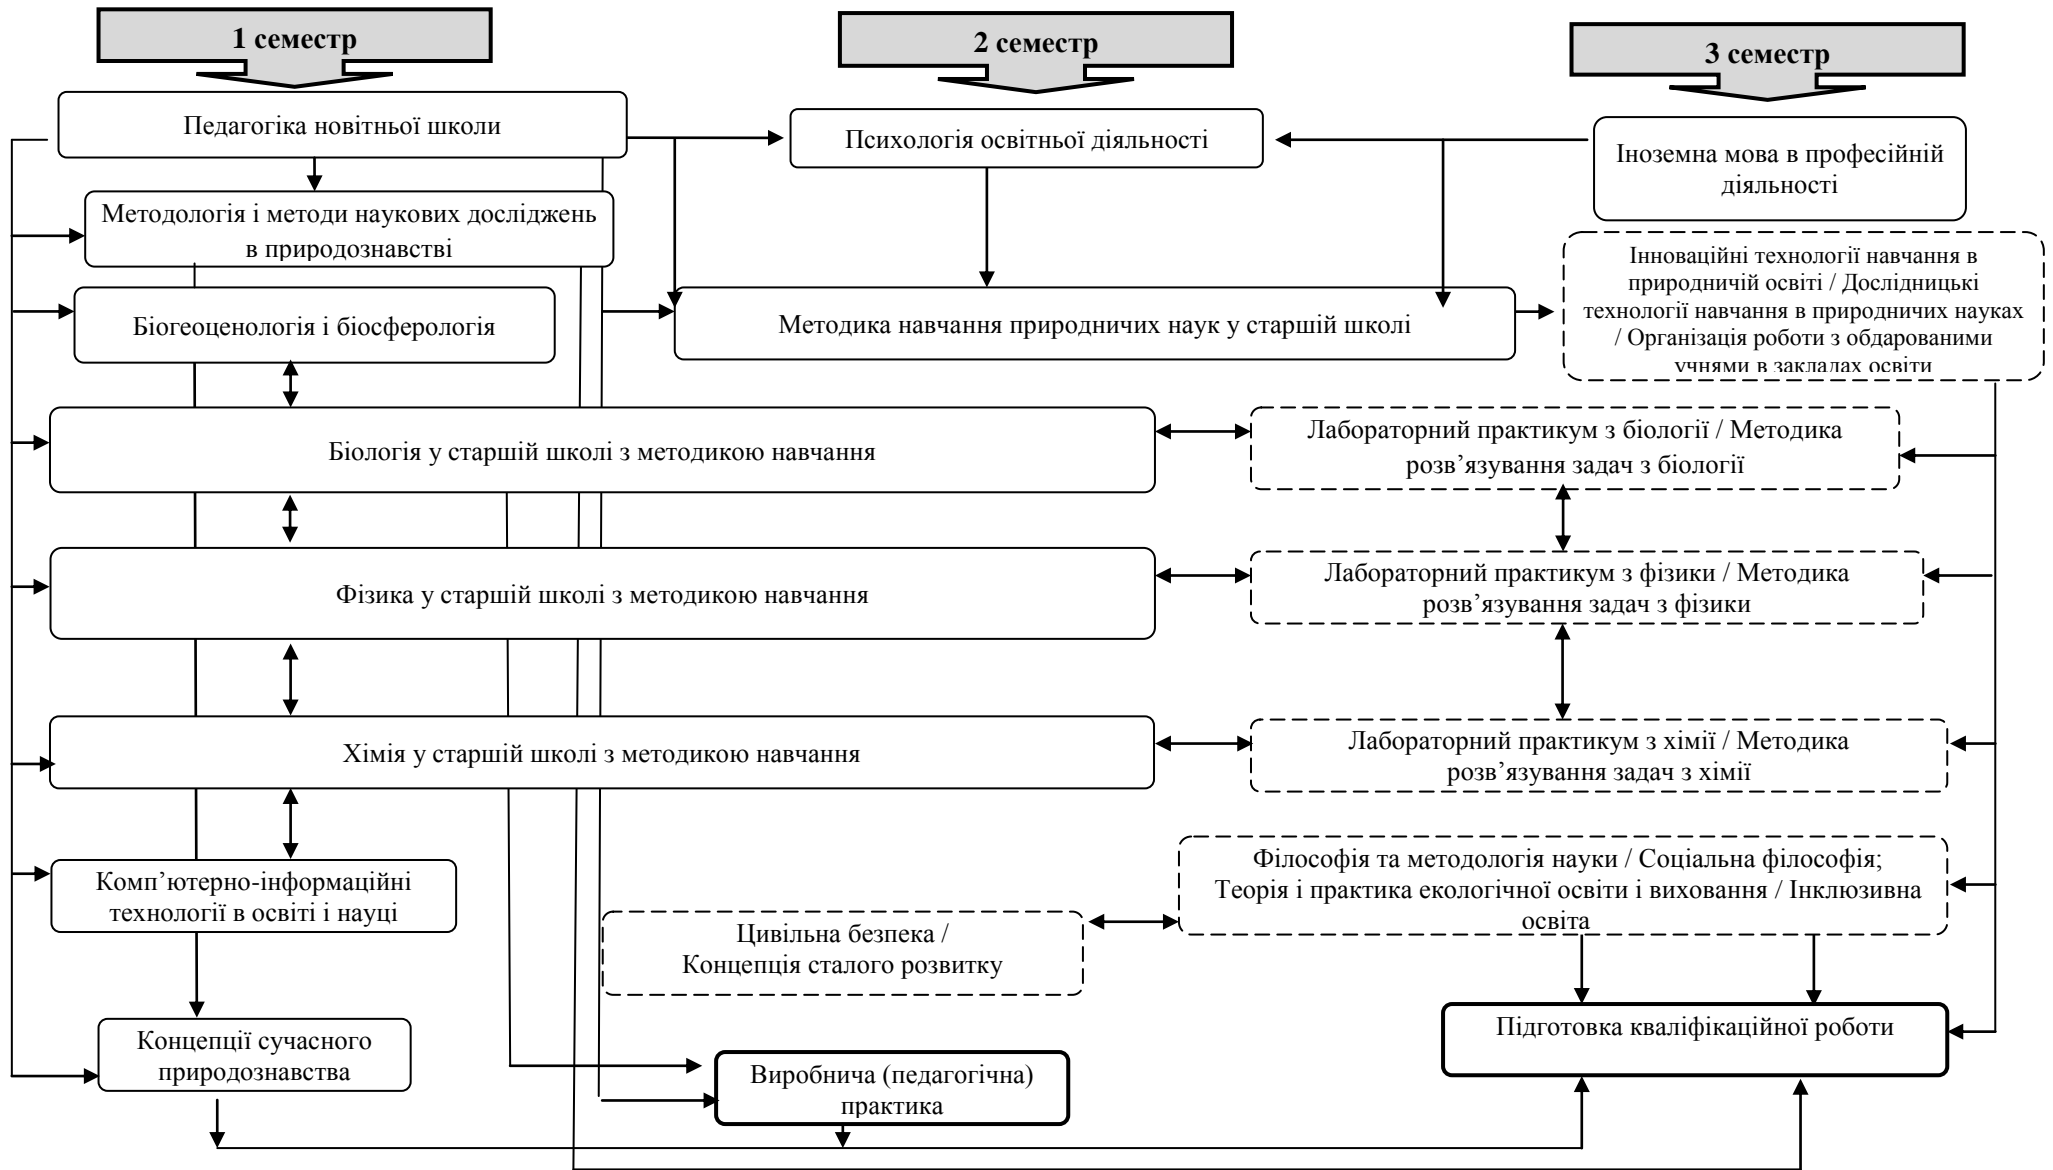 1 семестр
2 семестр
3 семестр
Педагогіка новітньої школи
Психологія освітньої діяльності
Іноземна мова в професійній
діяльності
Методологія і методи наукових досліджень
в природознавстві
Біогеоценологія і біосферологія
Методика навчання природничих наук у старшій школі
Інноваційні технології навчання в
природничій освіті / Дослідницькі
технології навчання в природничих науках
/ Організація роботи з обдарованими
учнями в закладах освіти
Біологія у старшій школі з методикою навчання
Лабораторний практикум з біології / Методика
розв’язування задач з біології
Фізика у старшій школі з методикою навчання
Лабораторний практикум з фізики / Методика
розв’язування задач з фізики
Хімія у старшій школі з методикою навчання
Лабораторний практикум з хімії / Методика
розв’язування задач з хімії
Комп’ютерно-інформаційні
технології в освіті і науці
Філософія та методологія науки / Соціальна філософія;
Теорія і практика екологічної освіти і виховання / Інклюзивна
освіта
Цивільна безпека /
Концепція сталого розвитку
Концепції сучасного
природознавства
Виробнича (педагогічна)
практика
Підготовка кваліфікаційної роботи